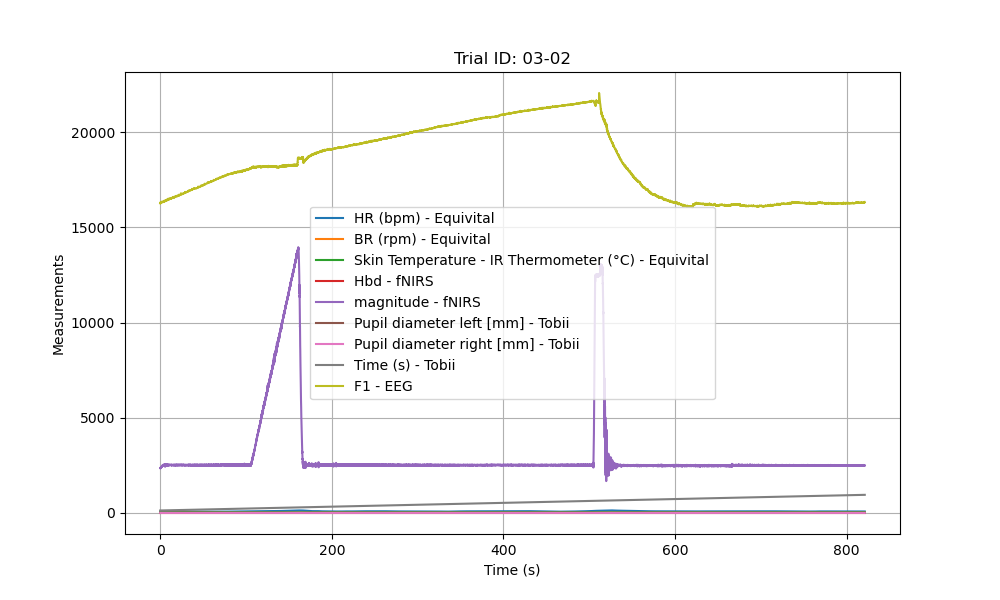 Trial ID: 03-02
20000
15000
10000
5000
0
Measurements
HR (bpm) - Equivital
BR (rpm) - Equivital
Skin Temperature - IR Thermometer (°C) - Equivital
Hbd - fNIRS
magnitude - fNIRS
Pupil diameter left [mm] - Tobii
Pupil diameter right [mm] - Tobii
Time (s) - Tobii
F1 - EEG
0 200 400 600 800
Time (s)